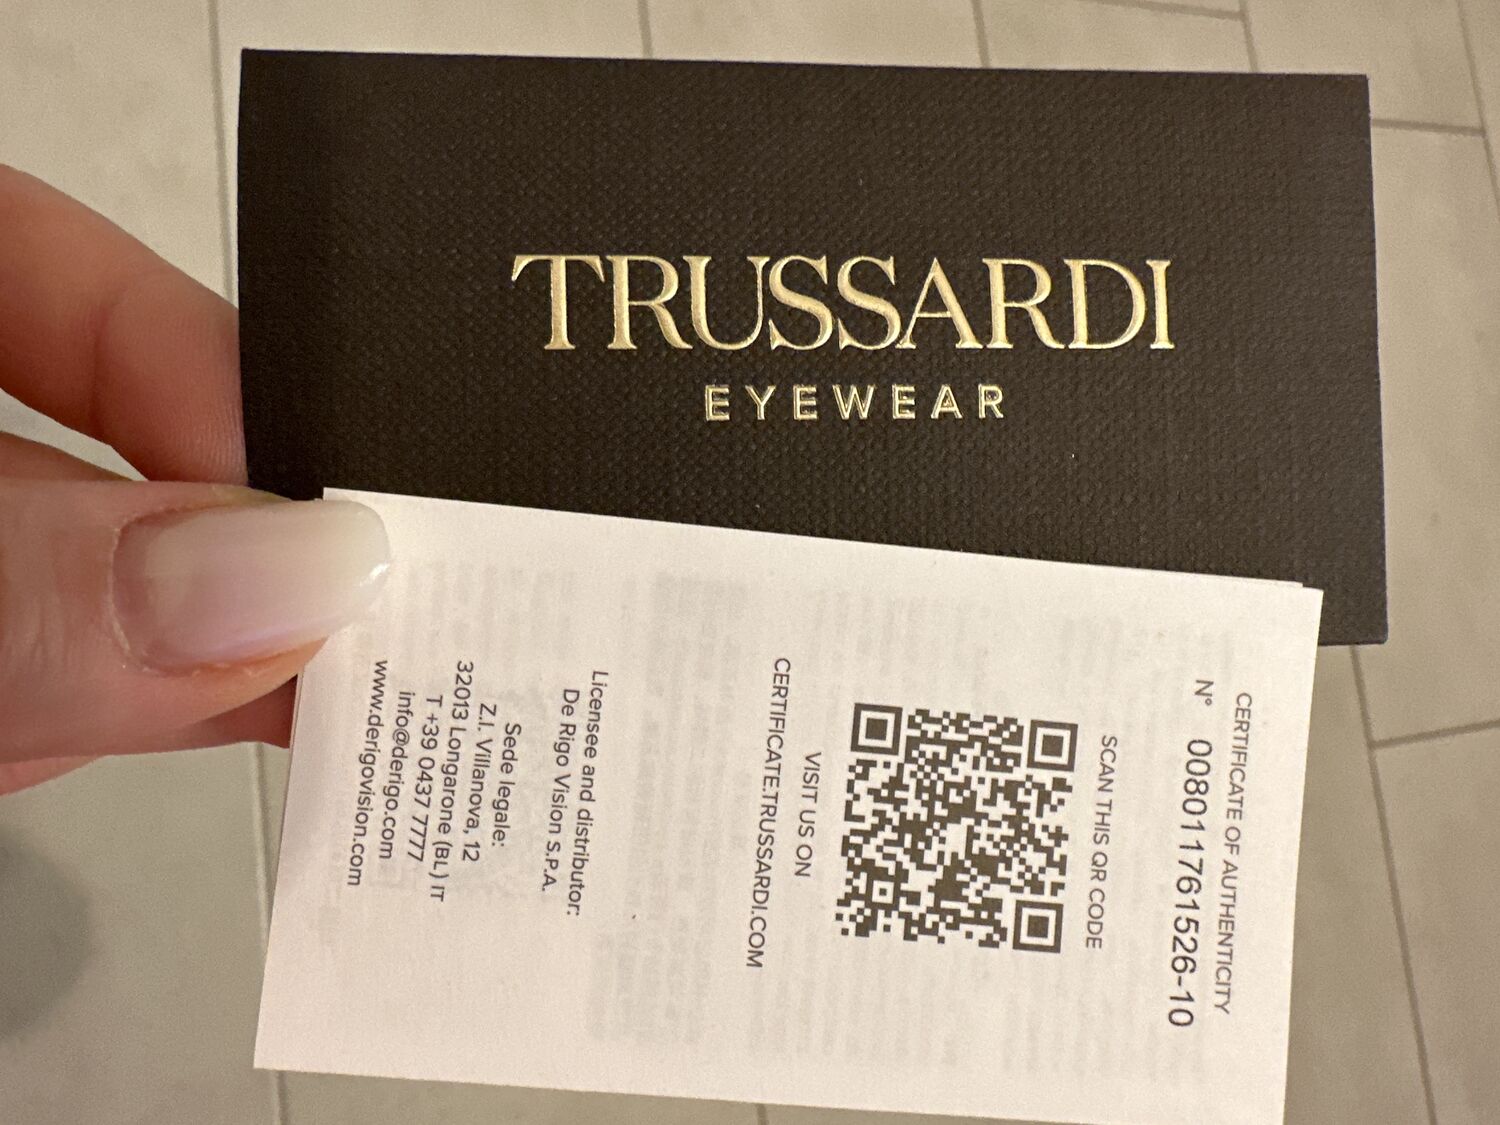 TRUSSARDI
EYEWEAR
CERTIFICATE OF AUTHENTICITY
N° 008011761526-10
SCAN THIS QR CODE
VISIT US ON
CERTIFICATE.TRUSSARDI.COM
Licensee and distributor:
De Rigo Vision S.P.A.
Sede legale:
Z.I. Villanova, 12
32013 Longarone (BL) IT
T +39 0437 7777
info@derigo.com
www.derigovision.com